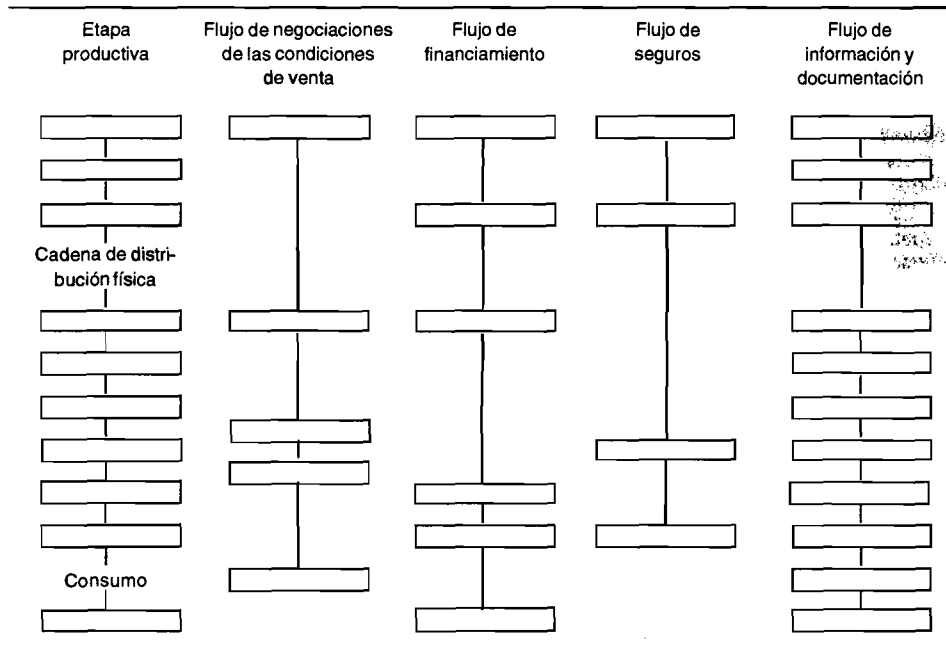 Etapa
productiva
Flujo de negociaciones
de las condiciones
de venta
Flujo de
financiamiento
Flujo de
seguros
Flujo de
información y
documentación
Cadena de distri-
bución física
Consumo